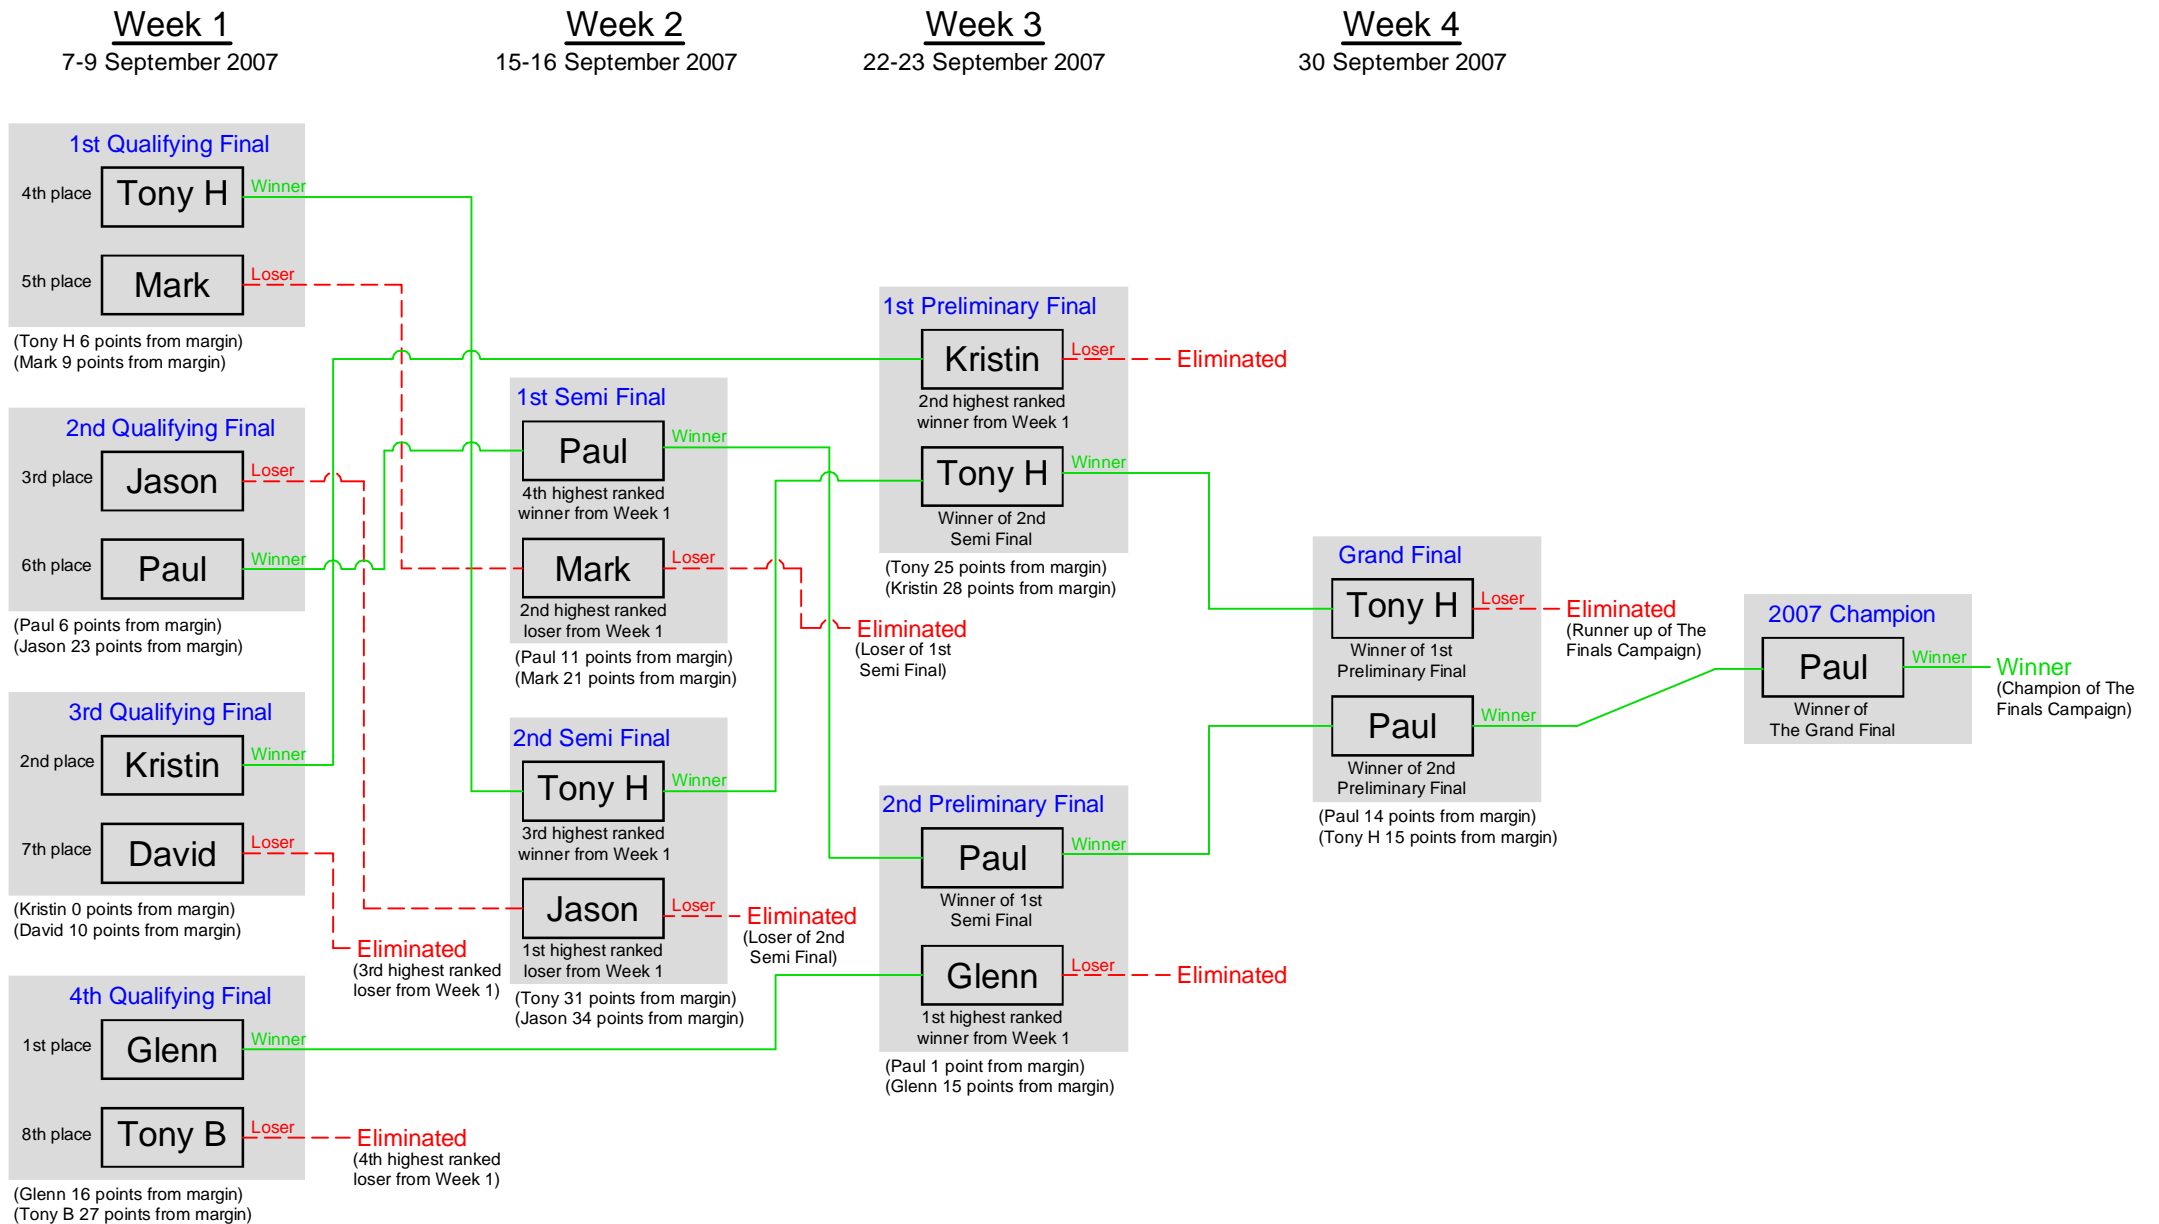 Week 1
7-9 September 2007
Week 2
15-16 September 2007
Week 3
22-23 September 2007
Week 4
30 September 2007
1st Qualifying Final
4th place
Tony H
Winner
5th place
Mark
Loser
(Tony H 6 points from margin)
(Mark 9 points from margin)
2nd Qualifying Final
3rd place
Jason
Loser
6th place
Paul
Winner
(Paul 6 points from margin)
(Jason 23 points from margin)
3rd Qualifying Final
2nd place
Kristin
Winner
7th place
David
Loser
(Kristin 0 points from margin)
(David 10 points from margin)
Eliminated
(3rd highest ranked
loser from Week 1)
4th Qualifying Final
1st place
Glenn
Winner
8th place
Tony B
Loser
Eliminated
(4th highest ranked
loser from Week 1)
(Glenn 16 points from margin)
(Tony B 27 points from margin)
1st Semi Final
Paul
Winner
4th highest ranked
winner from Week 1
Mark
Loser
2nd highest ranked
loser from Week 1
(Paul 11 points from margin)
(Mark 21 points from margin)
Eliminated
(Loser of 1st
Semi Final)
2nd Semi Final
Tony H
Winner
3rd highest ranked
winner from Week 1
Jason
Loser
1st highest ranked
loser from Week 1
(Tony 31 points from margin)
(Jason 34 points from margin)
Eliminated
(Loser of 2nd
Semi Final)
1st Preliminary Final
Kristin
Loser
Eliminated
2nd highest ranked
winner from Week 1
Tony H
Winner
Winner of 2nd
Semi Final
(Tony 25 points from margin)
(Kristin 28 points from margin)
2nd Preliminary Final
Paul
Winner
Winner of 1st
Semi Final
Glenn
Loser
Eliminated
1st highest ranked
winner from Week 1
(Paul 1 point from margin)
(Glenn 15 points from margin)
Grand Final
Tony H
Loser
Eliminated
(Runner up of The
Finals Campaign)
Winner of 1st
Preliminary Final
Paul
Winner
Winner of 2nd
Preliminary Final
(Paul 14 points from margin)
(Tony H 15 points from margin)
2007 Champion
Paul
Winner
Winner
(Champion of The
Finals Campaign)
Winner of
The Grand Final